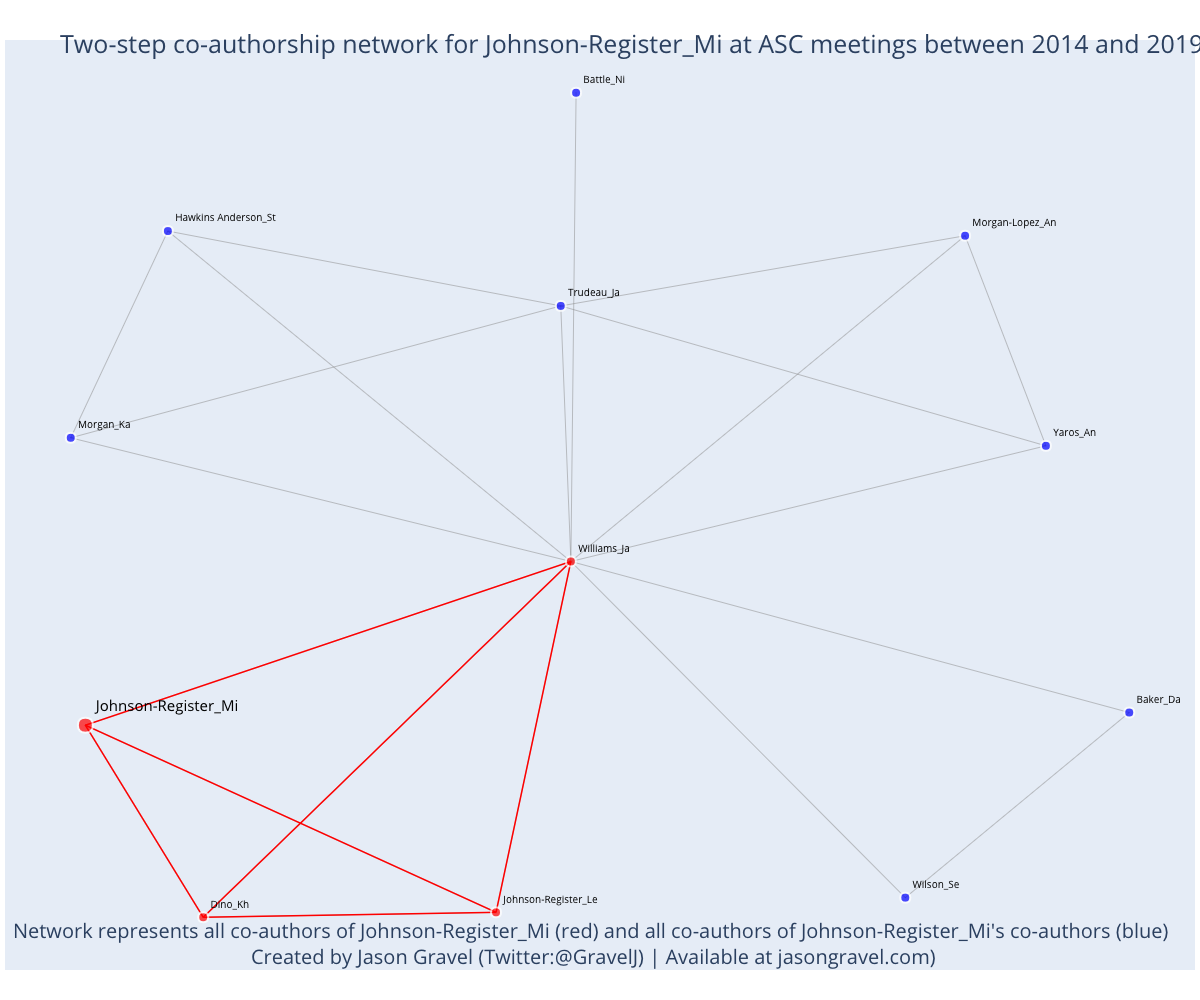 Two-step co-authorship network for Johnson-Register_Mi at ASC meetings between 2014 and 2019
Battle_Ni
Hawkins Anderson_St
Morgan-Lopez_An
Trudeau_Ja
Morgan_Ka
Yaros_An
Williams_Ja
Baker_Da
Johnson-Register_Mi
Wilson_Se
Johnson-Register_Le
Dino_Kh
Network represents all co-authors of Johnson-Register_Mi (red) and all co-authors of Johnson-Register_Mi's co-authors (blue)
Created by Jason Gravel (Twitter:@GravelJ) | Available at jasongravel.com)